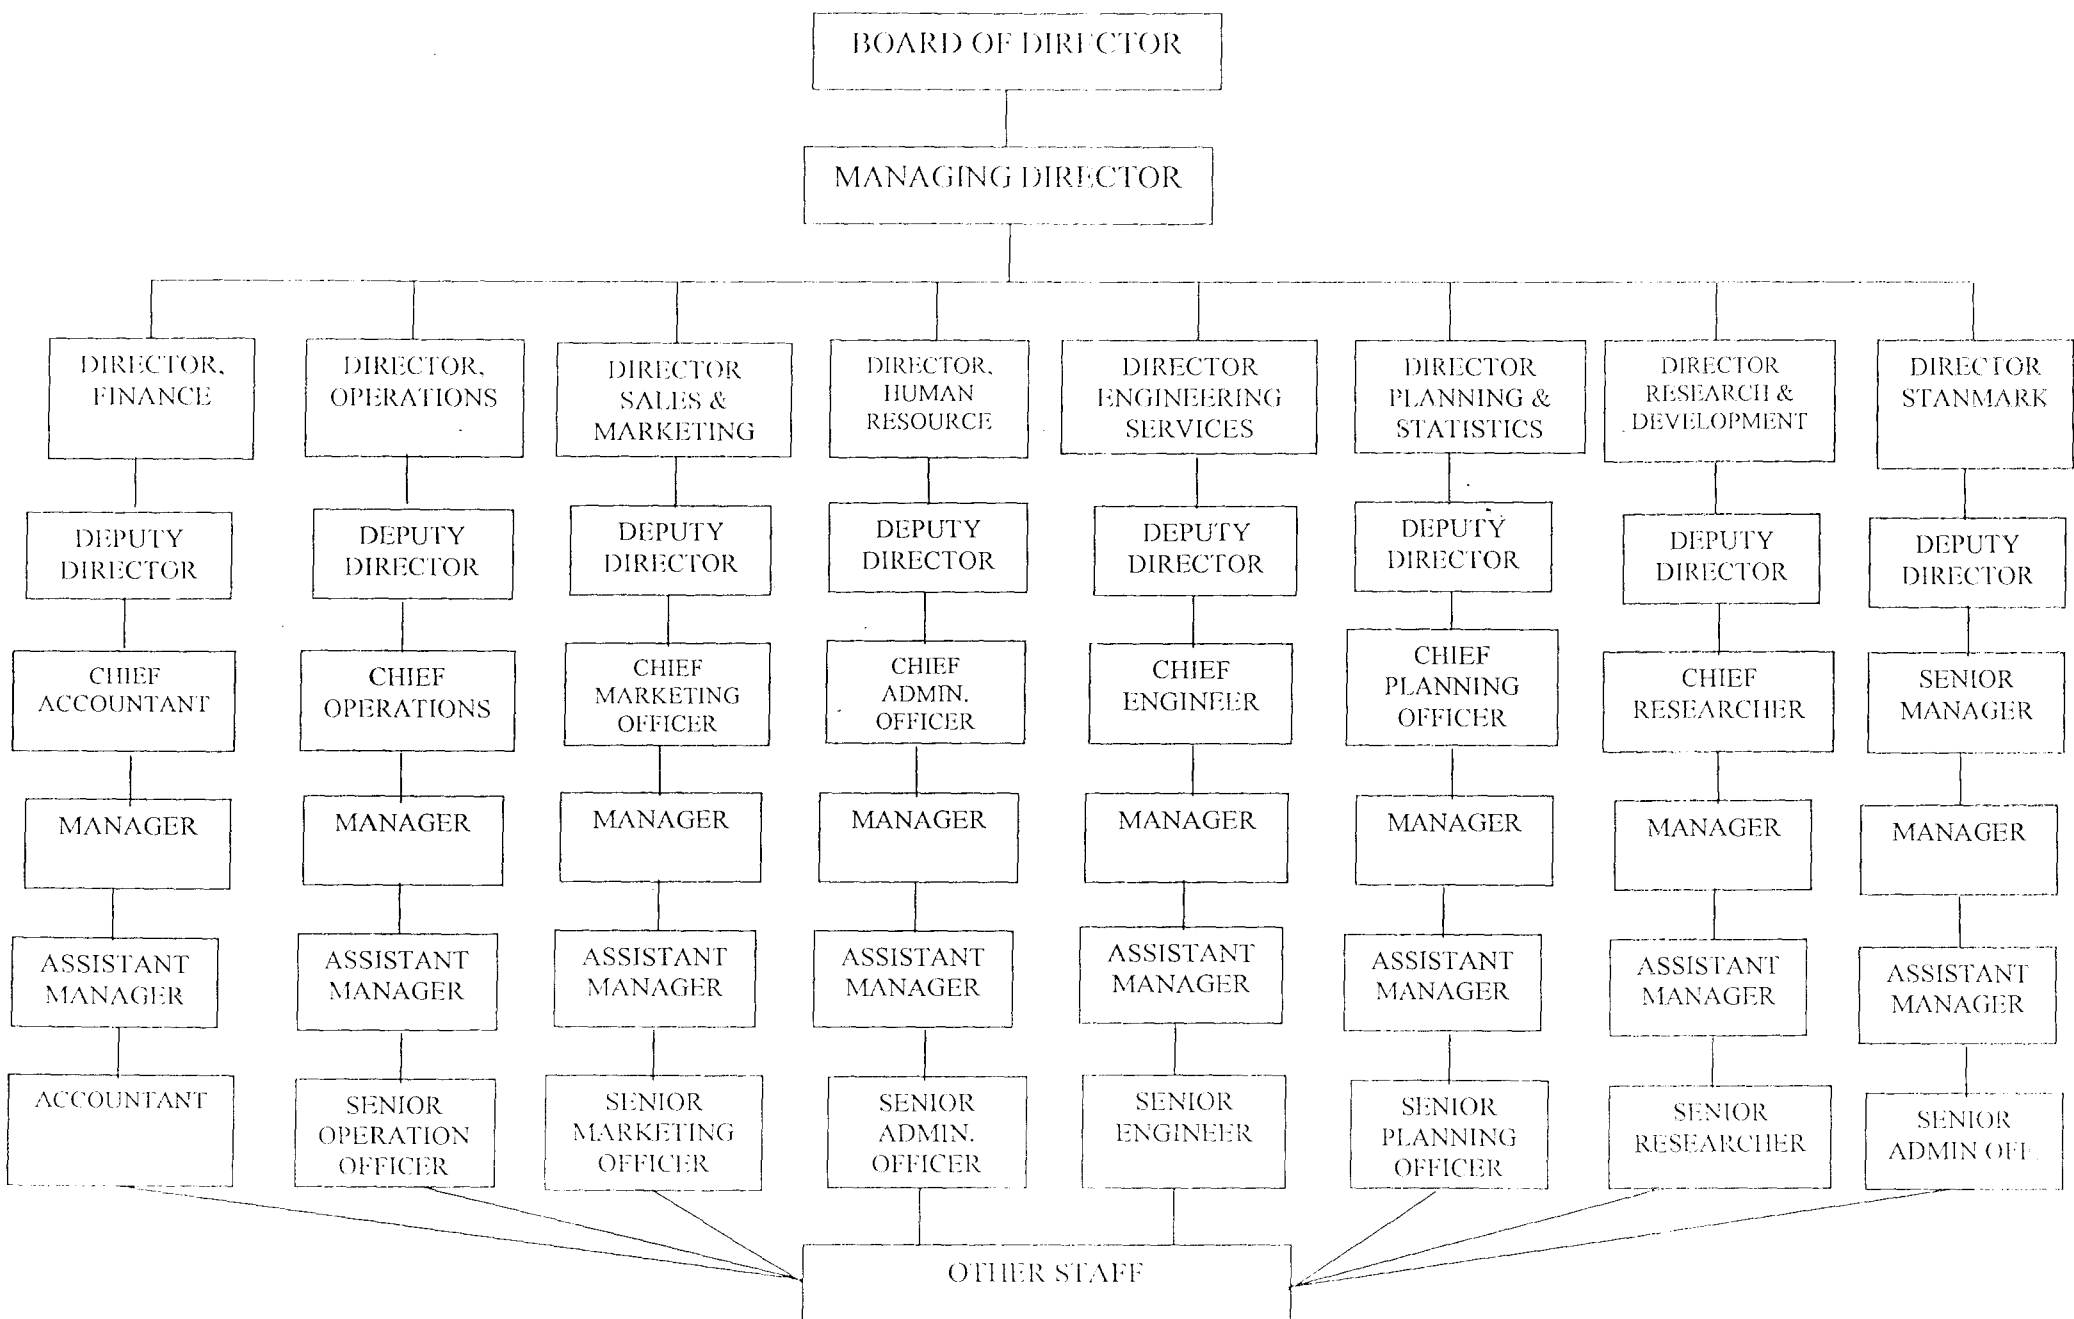 BOARD OF DIRECTOR
MANAGING DIRECTOR
DIRECTOR,
FINANCE
DIRECTOR,
OPERATIONS
DIRECTOR
SALES &
MARKETING
DIRECTOR,
HUMAN
RESOURCE
DIRECTOR
ENGINEERING
SERVICES
DIRECTOR
PLANNING &
STATISTICS
DIRECTOR
RESEARCH &
DEVELOPMENT
DIRECTOR
STANMARK
DEPUTY
DIRECTOR
DEPUTY
DIRECTOR
DEPUTY
DIRECTOR
DEPUTY
DIRECTOR
DEPUTY
DIRECTOR
DEPUTY
DIRECTOR
DEPUTY
DIRECTOR
DEPUTY
DIRECTOR
CHIEF
ACCOUNTANT
CHIEF
OPERATIONS
CHIEF
MARKETING
OFFICER
CHIEF
ADMIN.
OFFICER
CHIEF
ENGINEER
CHIEF
PLANNING
OFFICER
CHIEF
RESEARCHER
SENIOR
MANAGER
MANAGER
MANAGER
MANAGER
MANAGER
MANAGER
MANAGER
MANAGER
MANAGER
ASSISTANT
MANAGER
ASSISTANT
MANAGER
ASSISTANT
MANAGER
ASSISTANT
MANAGER
ASSISTANT
MANAGER
ASSISTANT
MANAGER
ASSISTANT
MANAGER
ASSISTANT
MANAGER
ACCOUNTANT
SENIOR
OPERATION
OFFICER
SENIOR
MARKETING
OFFICER
SENIOR
ADMIN.
OFFICER
SENIOR
ENGINEER
SENIOR
PLANNING
OFFICER
SENIOR
RESEARCHER
SENIOR
ADMIN OFF.
OTHER STAFF